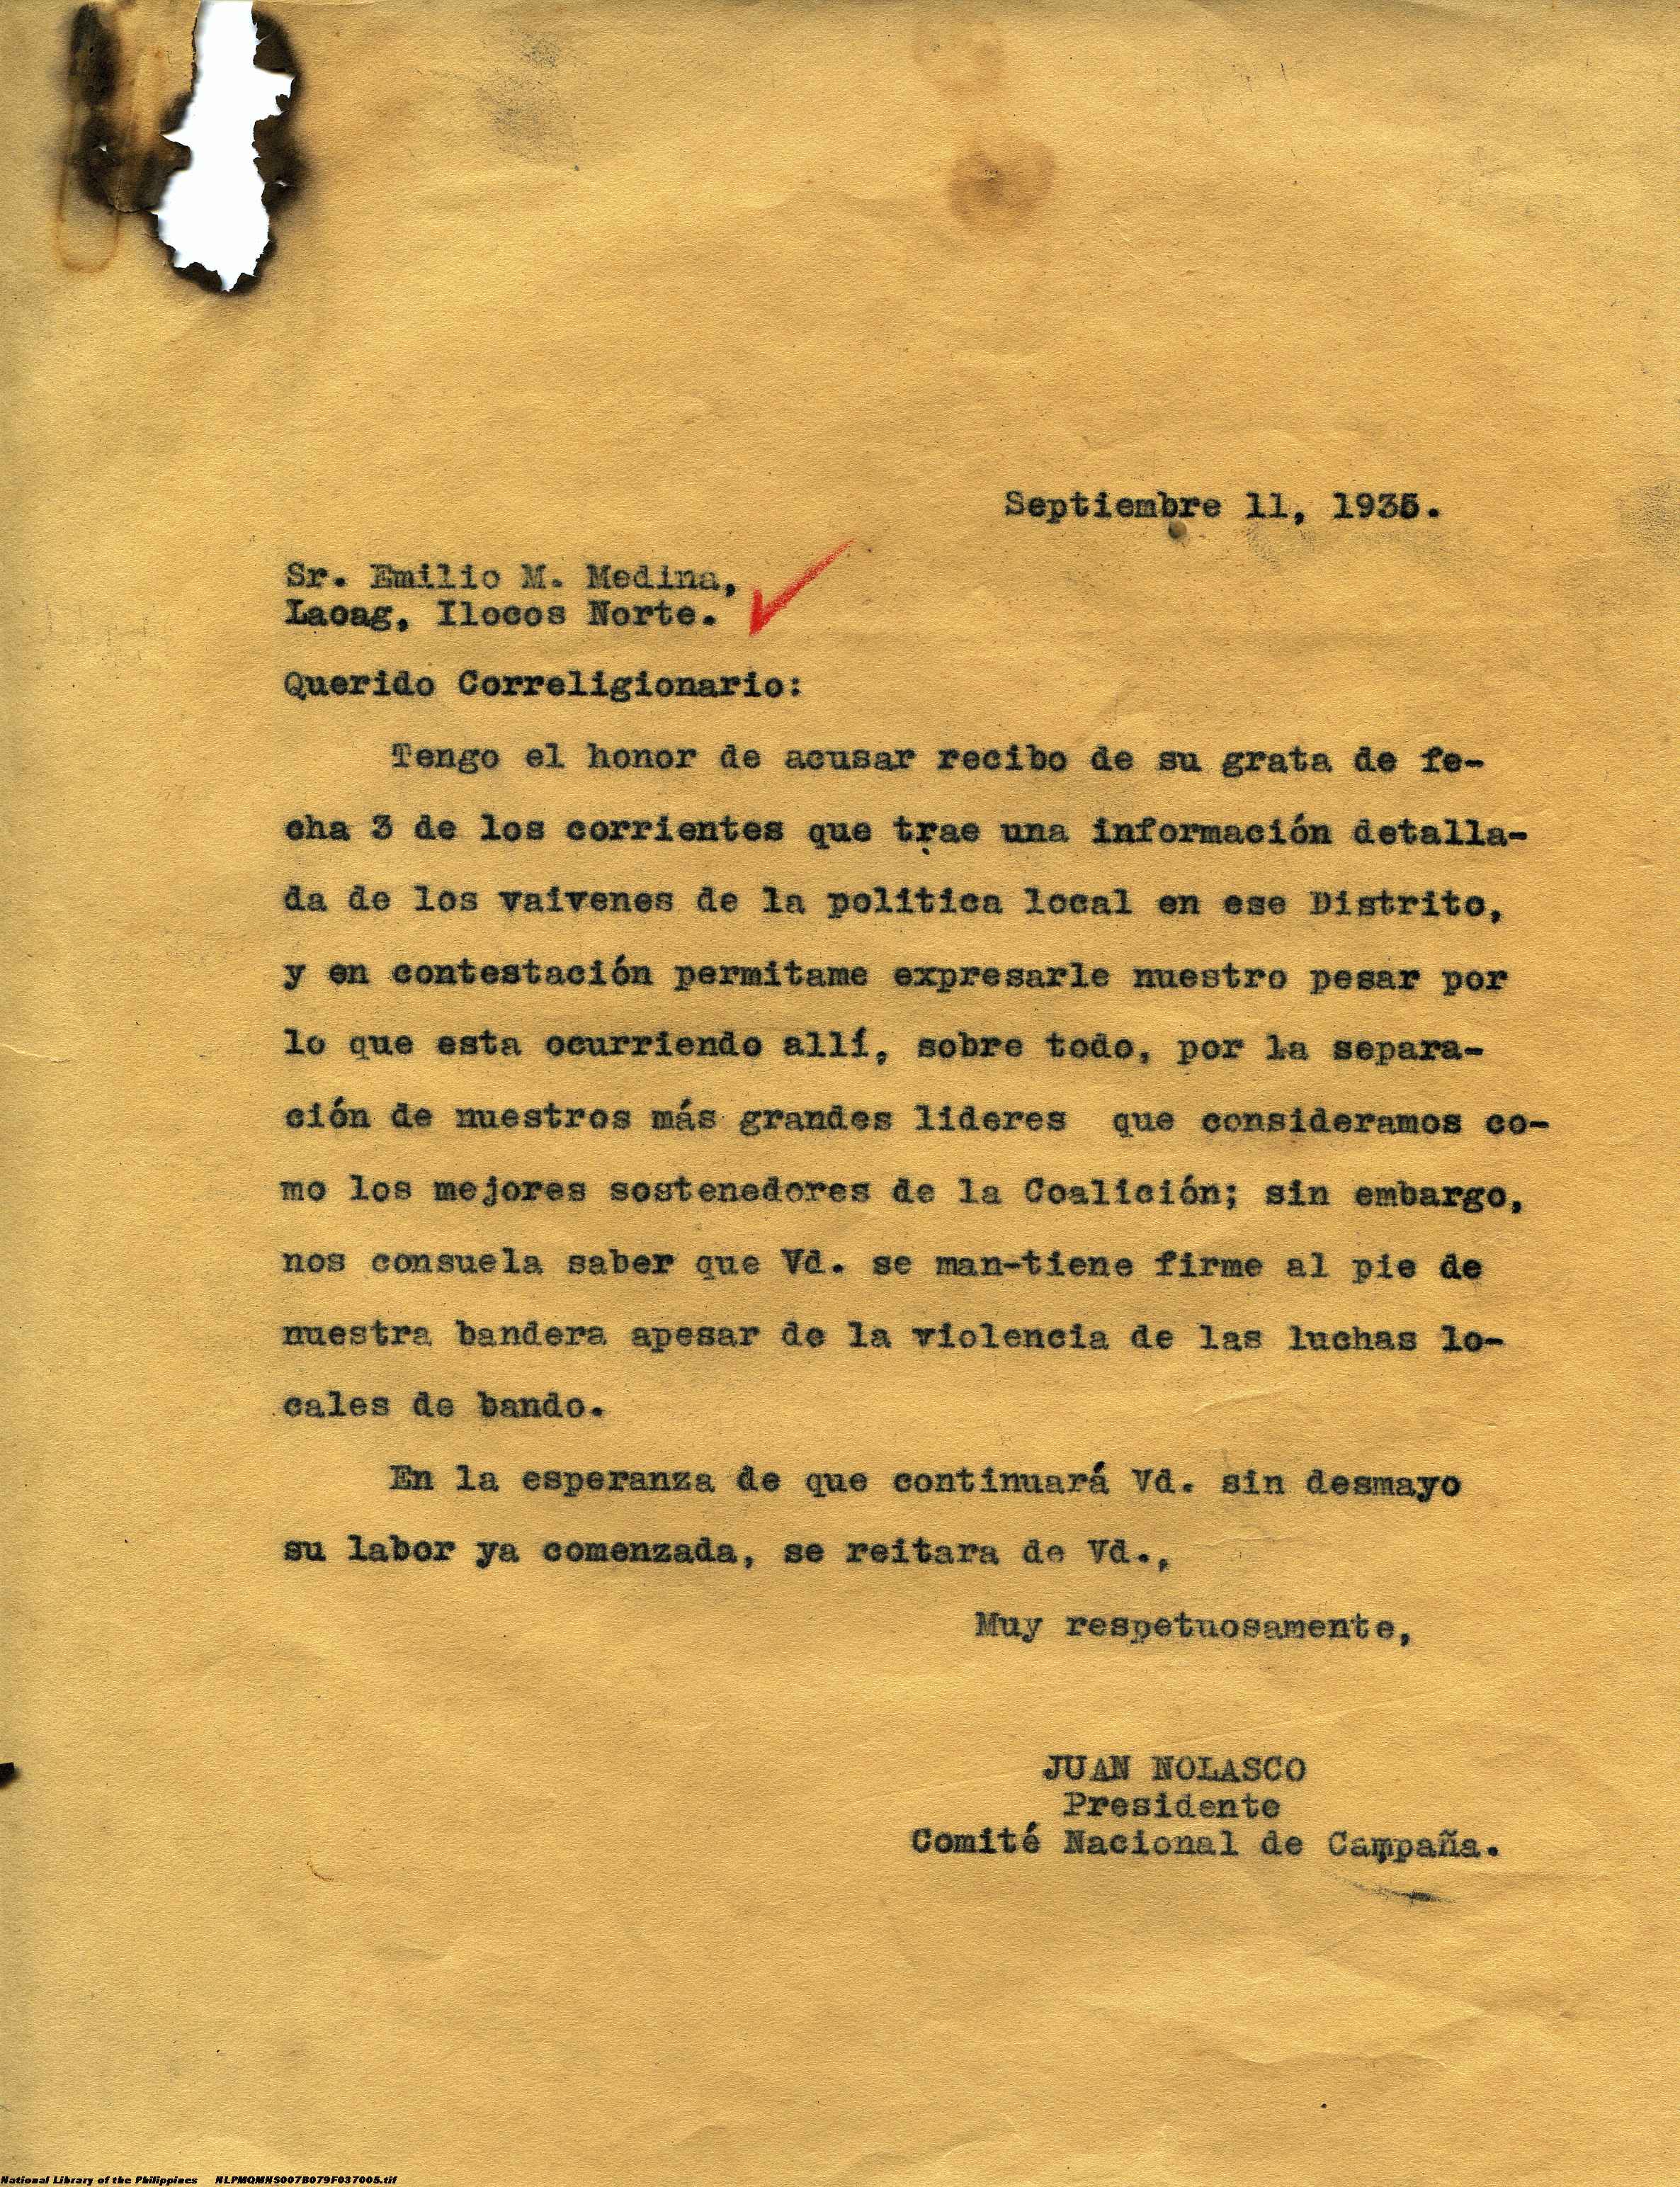 Septiembre 11, 1935.
Sr. Emilio M. Medina,
Laoag, Ilocos Norte.
Querido Correligionario:
Tengo el honor de acusar recibo de su grata de fe-
cha 3 de los corrientes que trae una información detalla-
da de los vaivenes de la politica local en ese Distrito,
y en contestación permitame expresarle nuestro pesar por
lo que esta ocurriendo allí, sobre todo, por la separa-
ción de nuestros más grandes lideres que consideramos co-
mo los mejores sostenedores de la Coalición; sin embargo,
nos consuela saber que Vd. se man-tiene firme al pie de
nuestra bandera apesar de la violencia de las luchas lo-
cales de bando.
En la esperanza de que continuará Vd. sin desmayo
su labor ya comenzada, se reitara de Vd.,
Muy respetuosamente,
JUAN NOLASCO
Presidente
Comité Nacional de Campaña.
National Library of the Philippines NLPMQMNS007B079F037005.tif